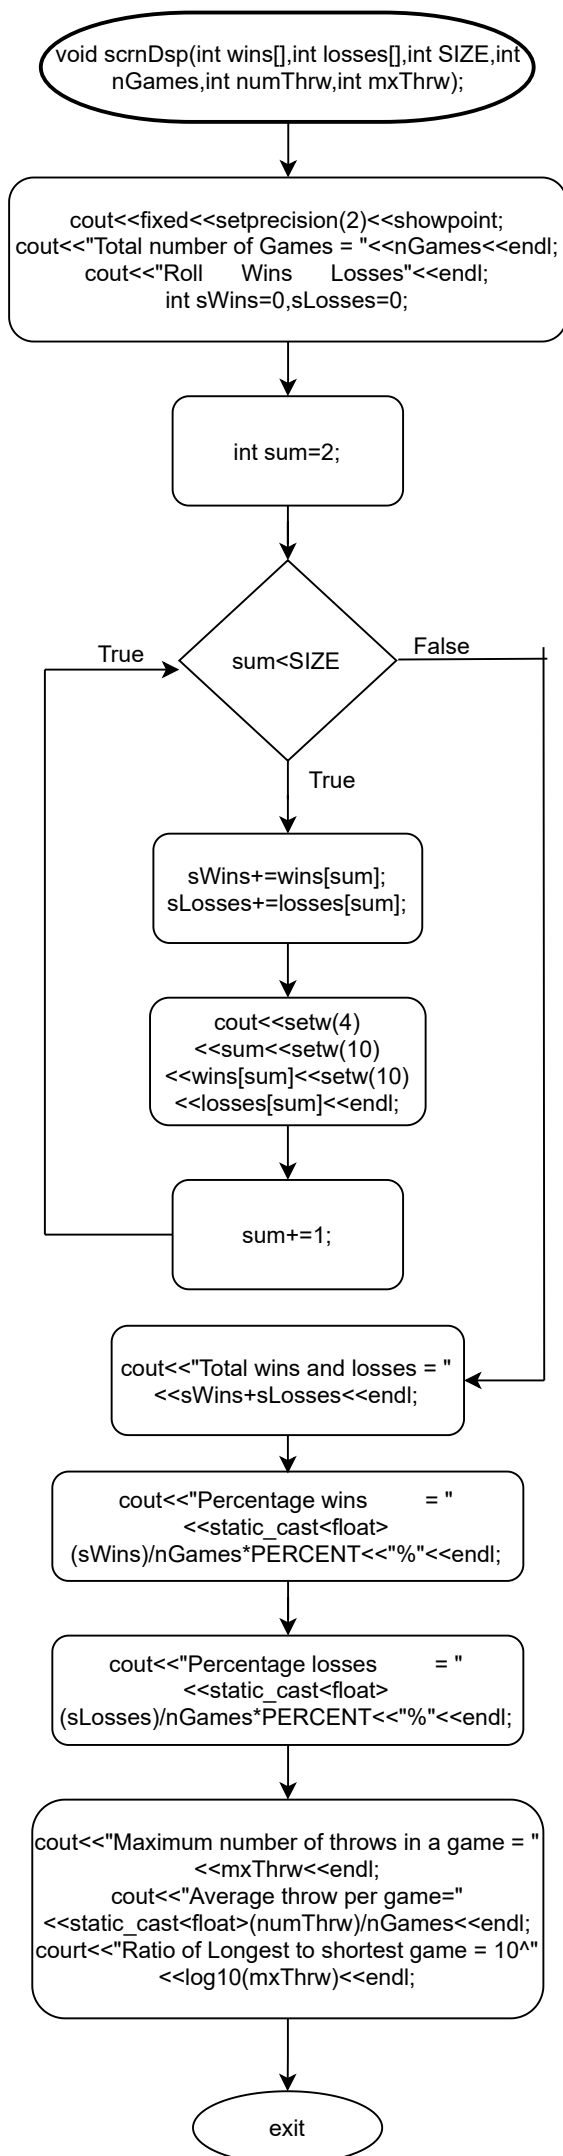 void scrnDsp(int wins[],int losses[],int SIZE,int
nGames,int numThrw,int mxThrw);
cout<<fixed<<setprecision(2)<<showpoint;
cout<<"Total number of Games = "<<nGames<<endl;
cout<<"Roll      Wins      Losses"<<endl;
int sWins=0,sLosses=0;
int sum=2;
True
sum<SIZE
False
True
sWins+=wins[sum];
sLosses+=losses[sum];
cout<<setw(4)
<<sum<<setw(10)
<<wins[sum]<<setw(10)
<<losses[sum]<<endl;
sum+=1;
cout<<"Total wins and losses = "
<<sWins+sLosses<<endl;
cout<<"Percentage wins         = "
<<static_cast<float>
(sWins)/nGames*PERCENT<<"%"<<endl;
cout<<"Percentage losses         = "
<<static_cast<float>
(sLosses)/nGames*PERCENT<<"%"<<endl;
cout<<"Maximum number of throws in a game = "
<<mxThrw<<endl;
cout<<"Average throw per game="
<<static_cast<float>(numThrw)/nGames<<endl;
court<<"Ratio of Longest to shortest game = 10^"
<<log10(mxThrw)<<endl;
exit